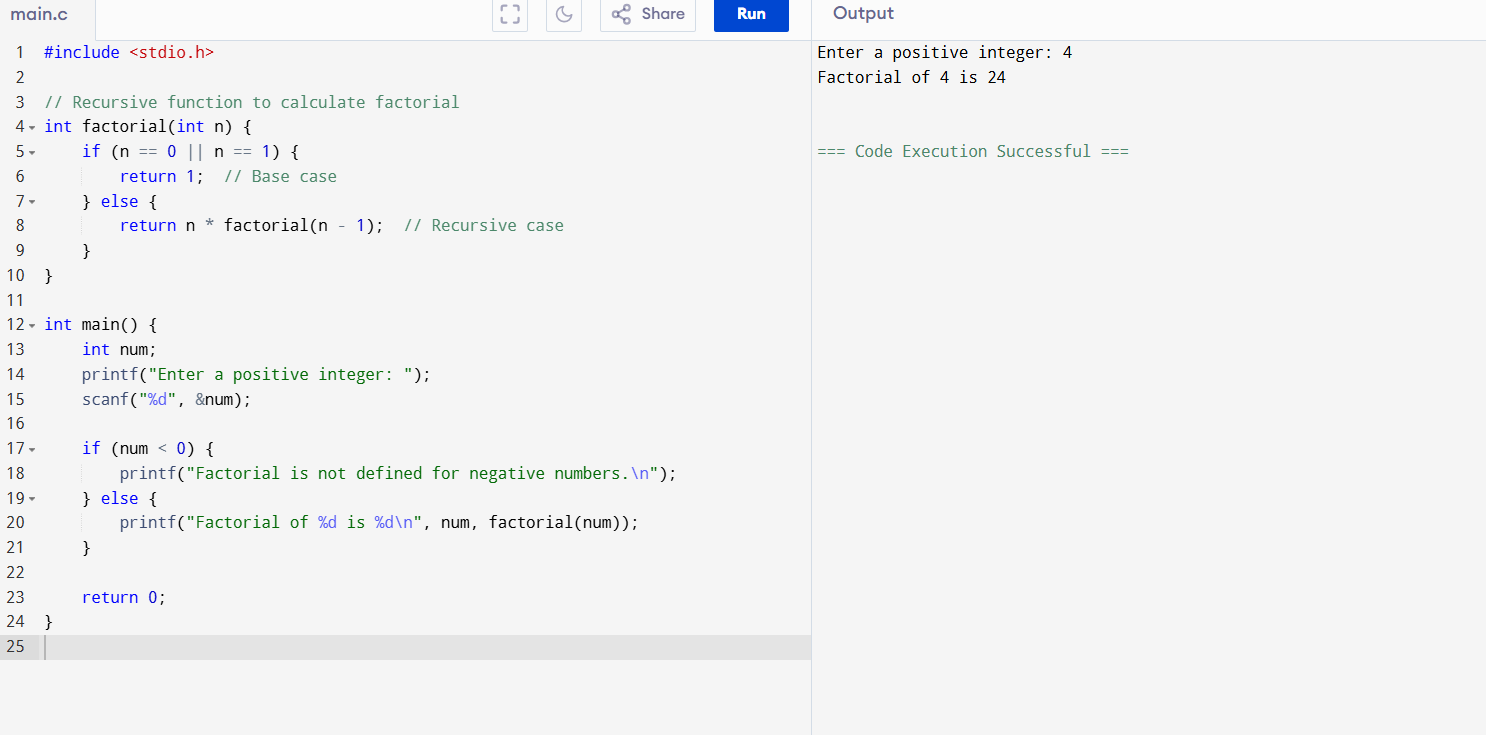 main.c
Share
Run
Output
1 #include <stdio.h>
2
3 // Recursive function to calculate factorial
4 int factorial(int n) {
5     if (n == 0 || n == 1) {
6         return 1;  // Base case
7     } else {
8         return n * factorial(n - 1);  // Recursive case
9     }
10 }
11
12 int main() {
13     int num;
14     printf("Enter a positive integer: ");
15     scanf("%d", &num);
16
17     if (num < 0) {
18         printf("Factorial is not defined for negative numbers.\n");
19     } else {
20         printf("Factorial of %d is %d\n", num, factorial(num));
21     }
22
23     return 0;
24 }
25
Enter a positive integer: 4
Factorial of 4 is 24
=== Code Execution Successful ===